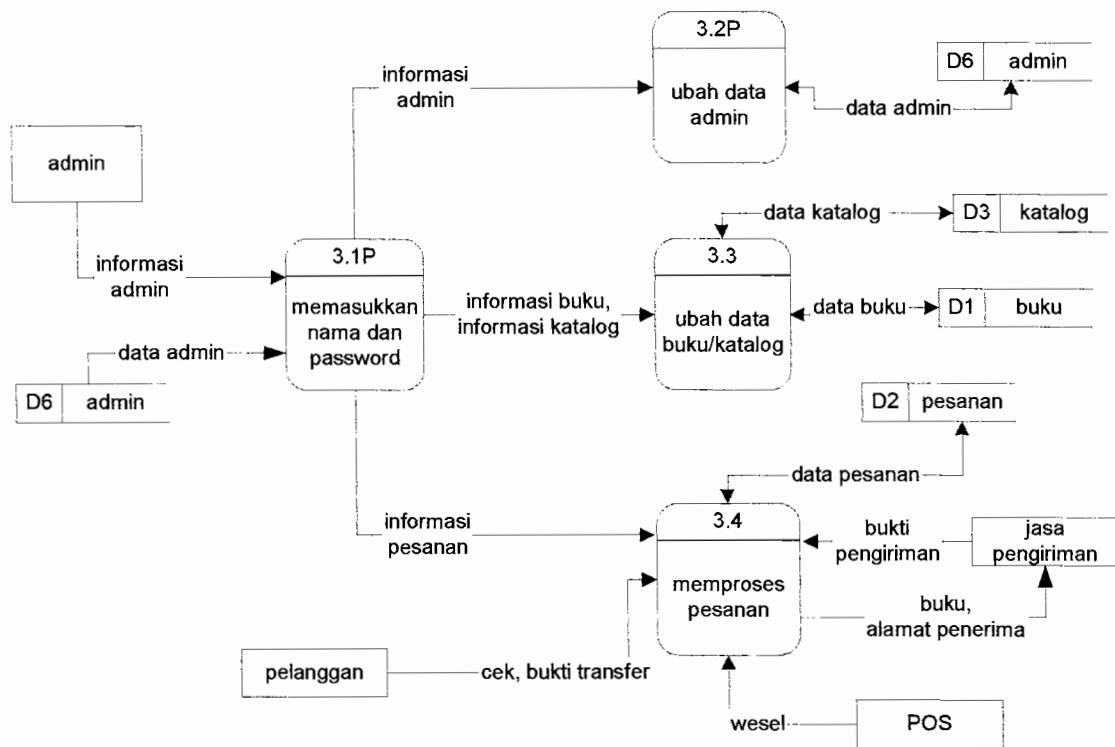 3.2P
ubah data
admin
D6 admin
informasi
admin
data admin
admin
data katalog
D3 katalog
3.1P
memasukkan
nama dan
password
informasi
admin
3.3
ubah data
buku/katalog
informasi buku,
informasi katalog
data buku
D1 buku
data admin
D6 admin
D2 pesanan
data pesanan
informasi
pesanan
3.4
memproses
pesanan
bukti
pengiriman
jasa
pengiriman
buku,
alamat penerima
pelanggan
cek, bukti transfer
wesel
POS